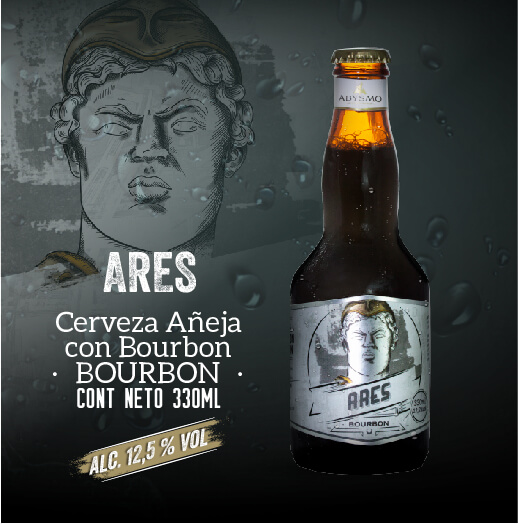 ABYSMO
ARES
Cerveza Añeja
con Bourbon
· BOURBON ·
CONT NETO 330ML
ALC. 12,5 % VOL
ARES
BOURBON